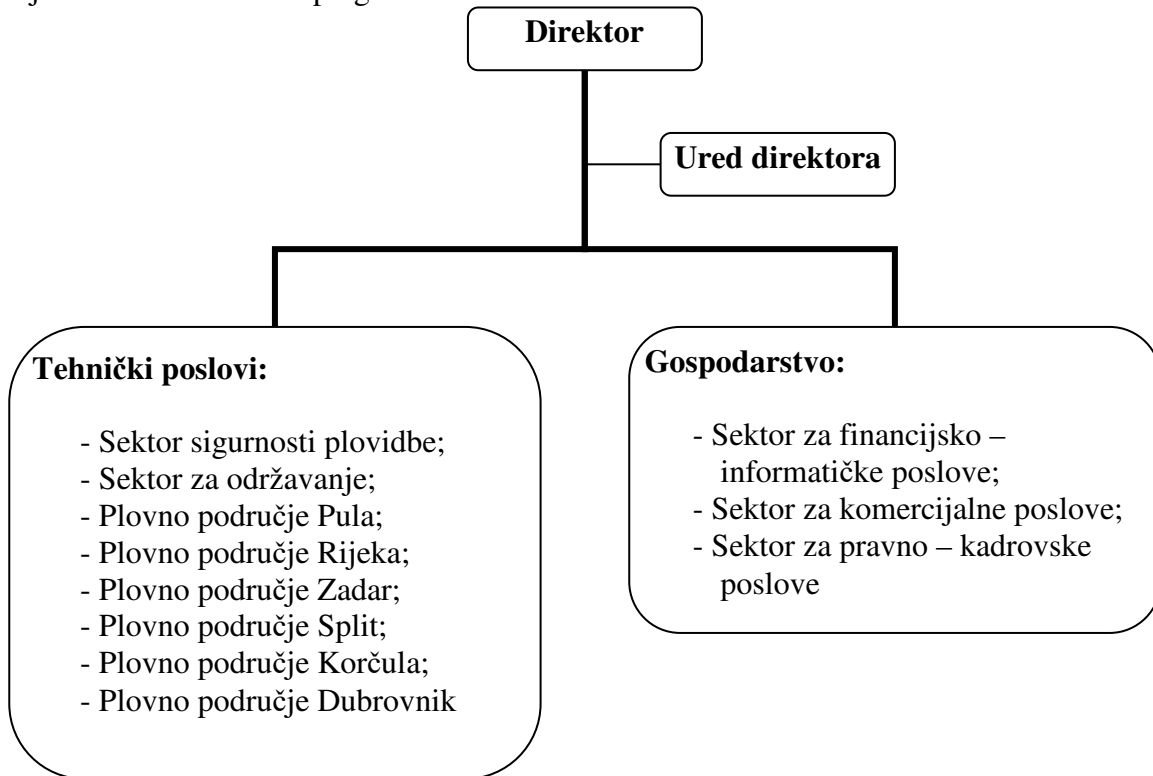 Direktor
Ured direktora
Tehnički poslovi:
- Sektor sigurnosti plovidbe;
- Sektor za održavanje;
- Plovno područje Pula;
- Plovno područje Rijeka;
- Plovno područje Zadar;
- Plovno područje Split;
- Plovno područje Korčula;
- Plovno područje Dubrovnik
Gospodarstvo:
- Sektor za financijsko –
informatičke poslove;
- Sektor za komercijalne poslove;
- Sektor za pravno – kadrovske
poslove